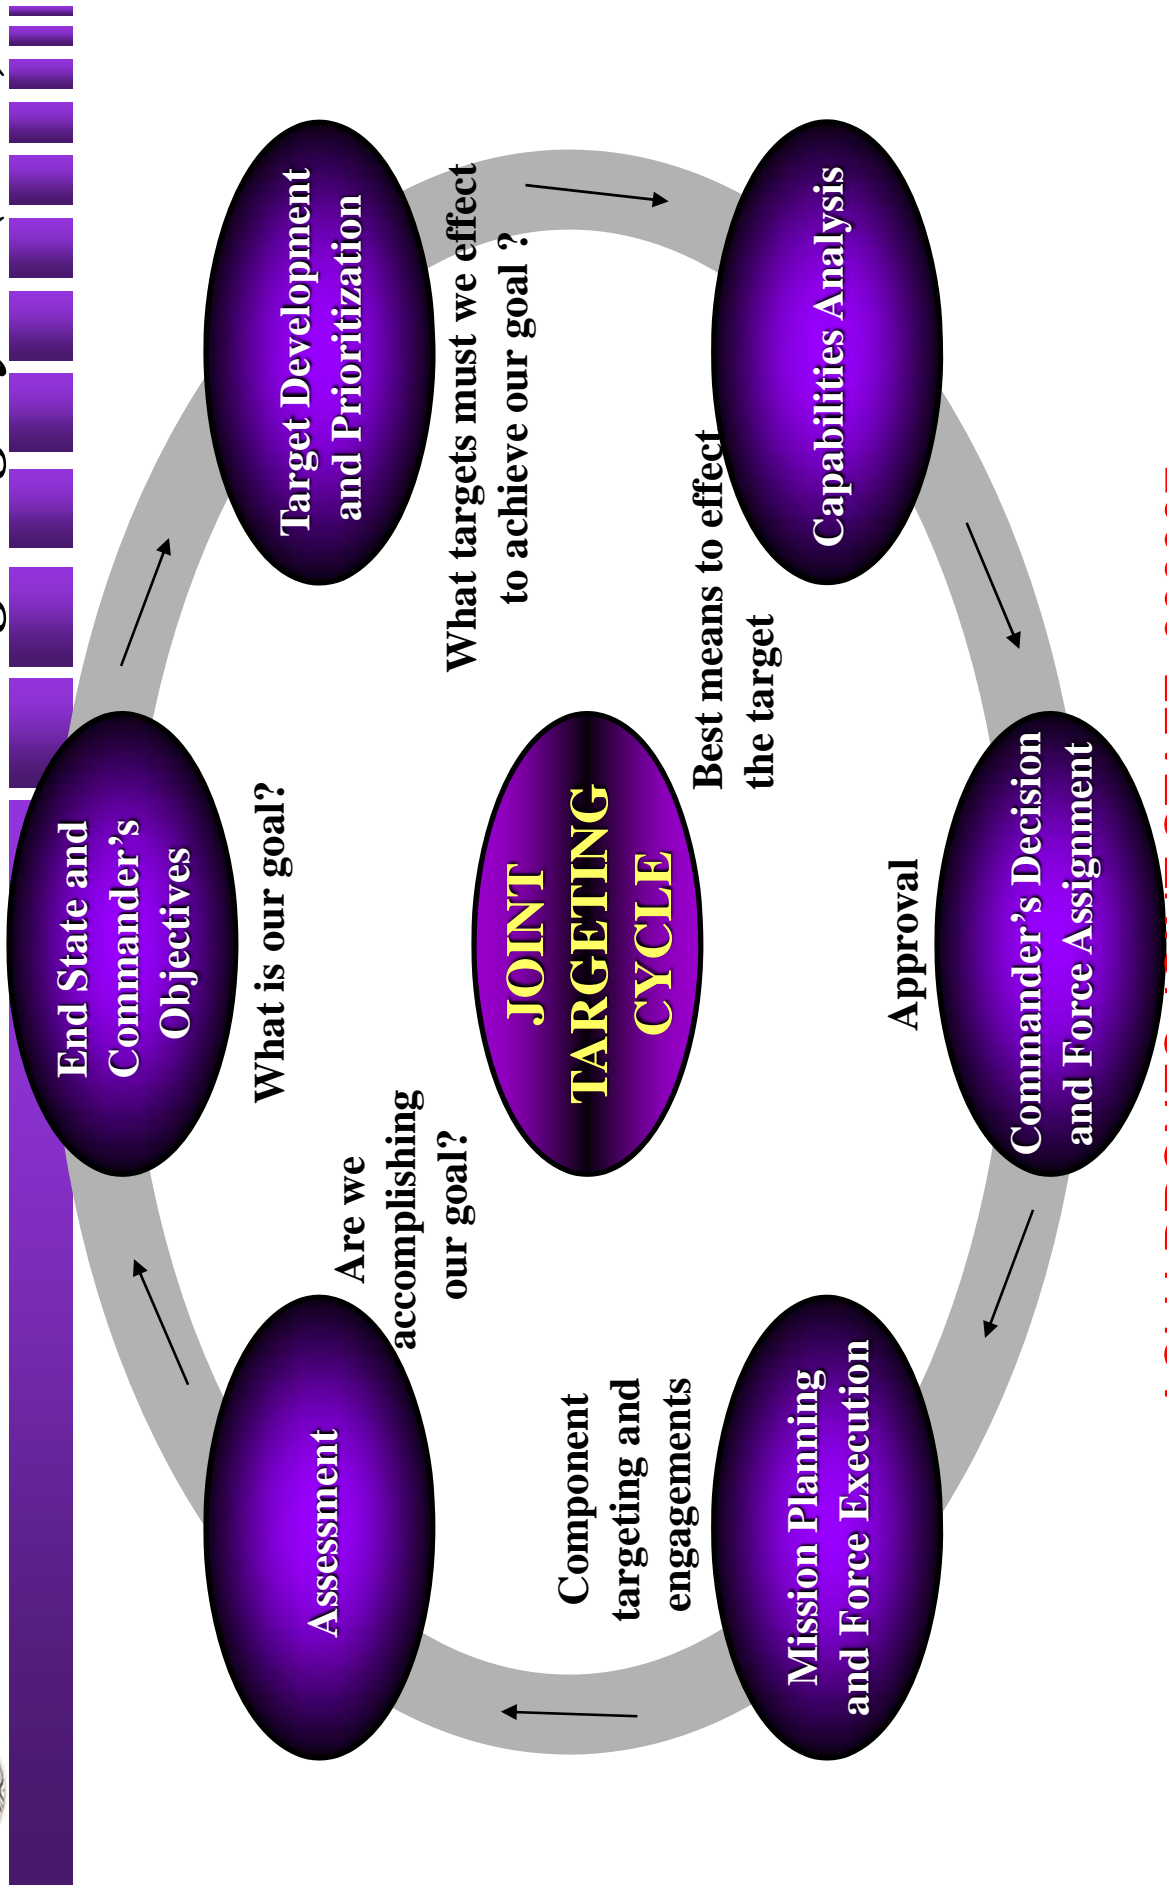 End State and
Commander’s
Objectives
What is our goal?
Target Development
and Prioritization
What targets must we effect
to achieve our goal ?
Capabilities Analysis
Best means to effect
the target
Commander’s Decision
and Force Assignment
Approval
Mission Planning
and Force Execution
Component
targeting and
engagements
Assessment
Are we
accomplishing
our goal?
JOINT
TARGETING
CYCLE